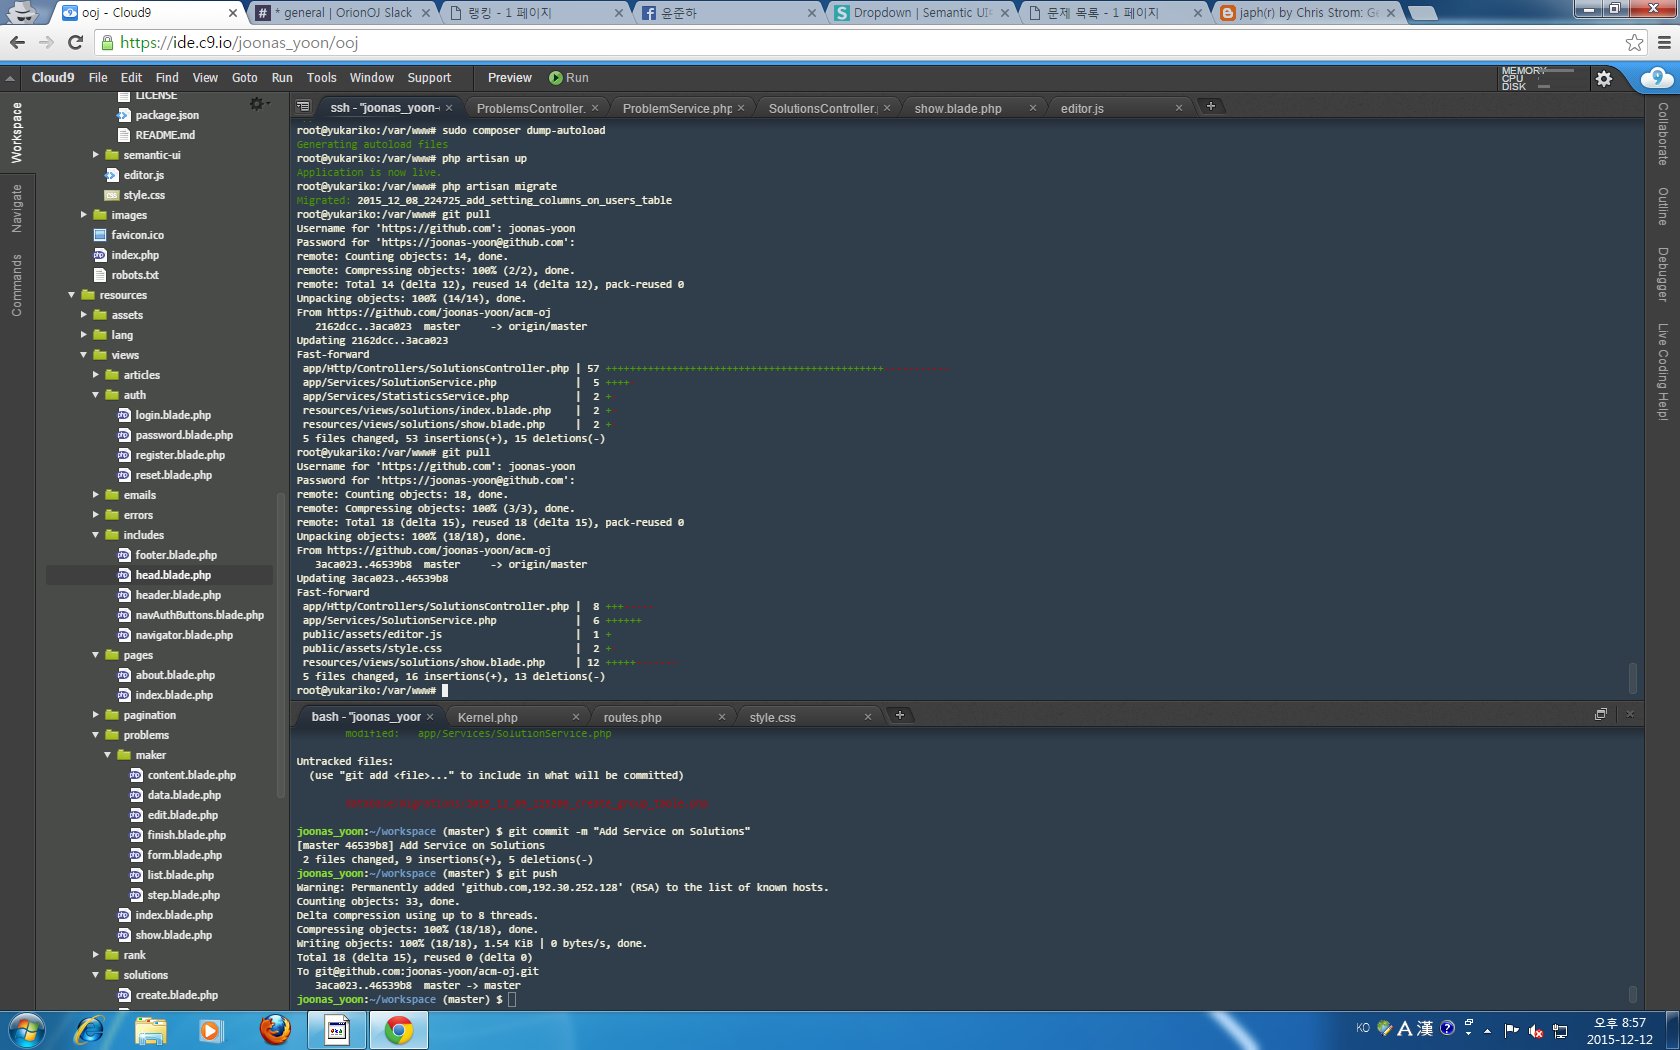 ooj - Cloud9
* general | OrionOJ Slack
랭킹 - 1 페이지
윤준하
Dropdown | Semantic UI
문제 목록 - 1 페이지
japh(r) by Chris Strom: Ge
https://ide.c9.io/joonas_yoon/ooj
Cloud9 File Edit Find View Goto Run Tools Window Support Preview Run
MEMORY
CPU
DISK
Workspace
Navigate
Commands
LICENSE
package.json
README.md
semantic-ui
editor.js
style.css
images
favicon.ico
index.php
robots.txt
resources
assets
lang
views
articles
auth
login.blade.php
password.blade.php
register.blade.php
reset.blade.php
emails
errors
includes
footer.blade.php
head.blade.php
header.blade.php
navAuthButtons.blade.php
navigator.blade.php
pages
about.blade.php
index.blade.php
pagination
problems
maker
content.blade.php
data.blade.php
edit.blade.php
finish.blade.php
form.blade.php
list.blade.php
step.blade.php
index.blade.php
show.blade.php
rank
solutions
create.blade.php
ssh - "joonas_yoon-
ProblemsController.
ProblemService.php
SolutionsController.
show.blade.php
editor.js
root@yukariko:/var/www# sudo composer dump-autoload
Generating autoload files
root@yukariko:/var/www# php artisan up
Application is now live.
root@yukariko:/var/www# php artisan migrate
Migrated: 2015_12_08_224725_add_setting_columns_on_users_table
root@yukariko:/var/www# git pull
Username for 'https://github.com': joonas-yoon
Password for 'https://joonas-yoon@github.com':
remote: Counting objects: 14, done.
remote: Compressing objects: 100% (2/2), done.
remote: Total 14 (delta 12), reused 14 (delta 12), pack-reused 0
Unpacking objects: 100% (14/14), done.
From https://github.com/joonas-yoon/acm-oj
2162dcc..3aca023 master -> origin/master
Updating 2162dcc..3aca023
Fast-forward
app/Http/Controllers/SolutionsController.php | 57 ++++++++++++++++++++++++++++++++++++++++++++++
app/Services/SolutionService.php | 5 ++++
app/Services/StatisticsService.php | 2 +
resources/views/solutions/index.blade.php | 2 +
resources/views/solutions/show.blade.php | 2 +
5 files changed, 53 insertions(+), 15 deletions(-)
root@yukariko:/var/www# git pull
Username for 'https://github.com': joonas-yoon
Password for 'https://joonas-yoon@github.com':
remote: Counting objects: 18, done.
remote: Compressing objects: 100% (3/3), done.
remote: Total 18 (delta 15), reused 18 (delta 15), pack-reused 0
Unpacking objects: 100% (18/18), done.
From https://github.com/joonas-yoon/acm-oj
3aca023..46539b8 master -> origin/master
Updating 3aca023..46539b8
Fast-forward
app/Http/Controllers/SolutionsController.php | 8 +++
app/Services/SolutionService.php | 6 ++++++
public/assets/editor.js | 1 +
public/assets/style.css | 2 +
resources/views/solutions/show.blade.php | 12 +++++
5 files changed, 16 insertions(+), 13 deletions(-)
root@yukariko:/var/www#
bash - "joonas_yoor
Kernel.php
routes.php
style.css
modified: app/Services/SolutionService.php
Untracked files:
(use "git add <file>..." to include in what will be committed)
joonas_yoon:~/workspace (master) $ git commit -m "Add Service on Solutions"
[master 46539b8] Add Service on Solutions
2 files changed, 9 insertions(+), 5 deletions(-)
joonas_yoon:~/workspace (master) $ git push
Warning: Permanently added 'github.com,192.30.252.128' (RSA) to the list of known hosts.
Counting objects: 33, done.
Delta compression using up to 8 threads.
Compressing objects: 100% (18/18), done.
Writing objects: 100% (18/18), 1.54 KiB | 0 bytes/s, done.
Total 18 (delta 15), reused 0 (delta 0)
To git@github.com:joonas-yoon/acm-oj.git
3aca023..46539b8 master -> master
joonas_yoon:~/workspace (master) $
Collaborate
Outline
Debugger
Live Coding Help!
KO A 漢
오후 8:57
2015-12-12